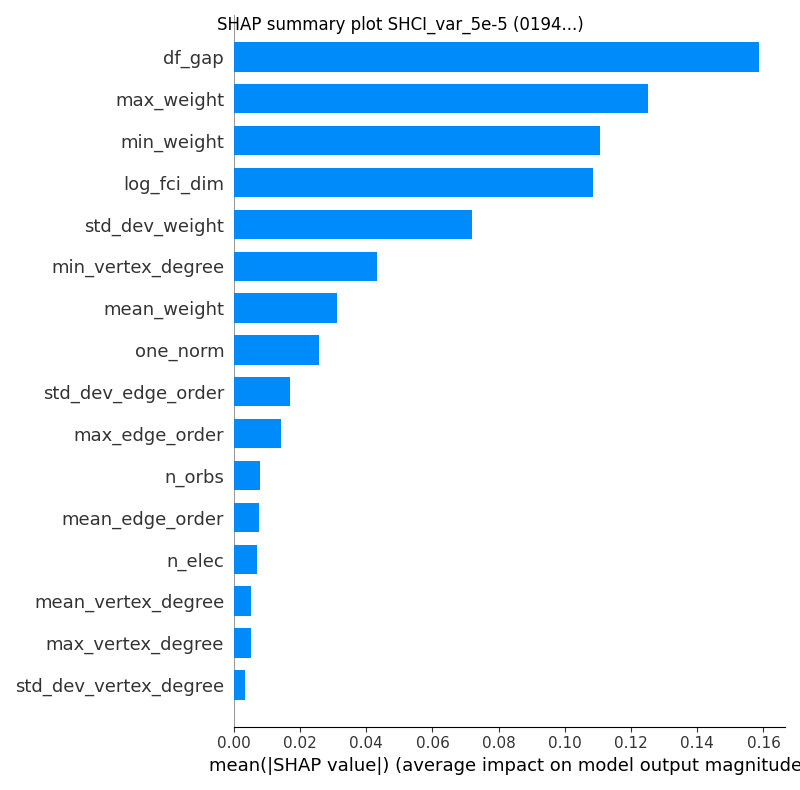 SHAP summary plot SHCI_var_5e-5 (0194...)
df_gap
max_weight
min_weight
log_fci_dim
std_dev_weight
min_vertex_degree
mean_weight
one_norm
std_dev_edge_order
max_edge_order
n_orbs
mean_edge_order
n_elec
mean_vertex_degree
max_vertex_degree
std_dev_vertex_degree
0.00 0.02 0.04 0.06 0.08 0.10 0.12 0.14 0.16
mean(|SHAP value|) (average impact on model output magnitude